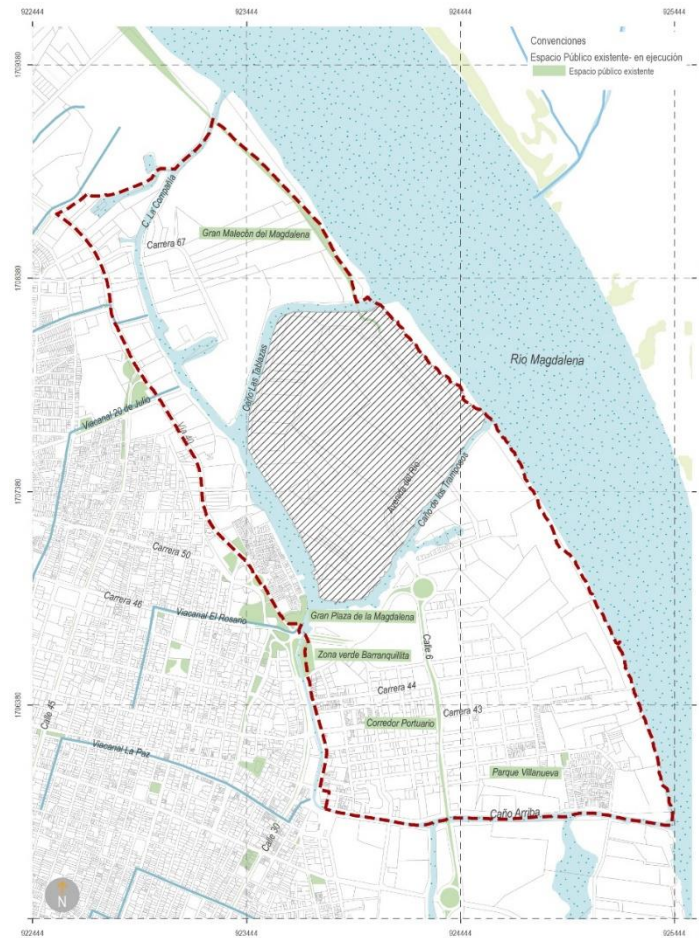 922444
923444
924444
925444
1709380
Convenciones
Espacio Público existente- en ejecución
Espacio público existente
C. La Compañía
Gran Malecón del Magdalena
Carrera 67
1708380
Caño Las Tablazas
Rio Magdalena
Viacanal 20 de Julio
Vía 40
Avenida del Río
Caño de los Tramposos
1707380
Carrera 50
Carrera 46
Viacanal El Rosario
Gran Plaza de la Magdalena
Zona verde Barranquillita
Calle 6
Carrera 44
Carrera 43
Corredor Portuario
1706380
Calle 45
Viacanal La Paz
Parque Villanueva
Caño Arriba
Calle 30
N
922444
923444
924444
925444